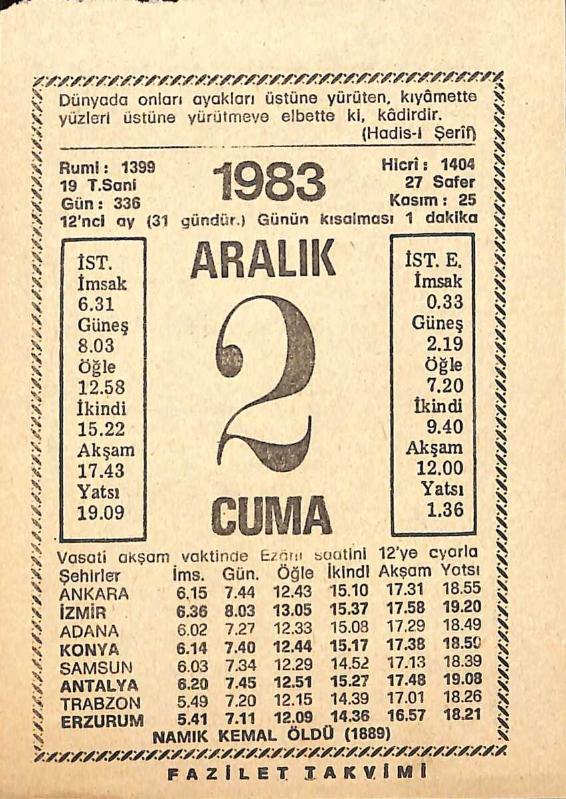 Dünyada onları ayakları üstüne yürüten, kıyâmette
yüzleri üstüne yürütmeye elbette ki, kâdirdir.
(Hadis-i Şerîf)
Rumi: 1399
19 T.Sani
Gün: 336
1983
Hicrî: 1404
27 Safer
Kasım: 25
12'nci ay (31 gündür.) Günün kısalması 1 dakika
ARALIK
2
CUMA
İST.
İmsak
6.31
Güneş
8.03
Öğle
12.58
İkindi
15.22
Akşam
17.43
Yatsı
19.09
İST. E.
İmsak
0.33
Güneş
2.19
Öğle
7.20
İkindi
9.40
Akşam
12.00
Yatsı
1.36
Vasati akşam vaktinde Ezâni saatini 12'ye ayarla
Şehirler İms. Gün. Öğle İkindi Akşam Yatsı
ANKARA 6.15 7.44 12.43 15.10 17.31 18.55
İZMİR 6.36 8.03 13.05 15.37 17.58 19.20
ADANA 6.02 7.27 12.33 15.08 17.29 18.49
KONYA 6.14 7.40 12.44 15.17 17.38 18.50
SAMSUN 6.03 7.34 12.29 14.52 17.13 18.39
ANTALYA 6.20 7.45 12.51 15.27 17.48 19.08
TRABZON 5.49 7.20 12.15 14.39 17.01 18.26
ERZURUM 5.41 7.11 12.09 14.36 16.57 18.21
NAMIK KEMAL ÖLDÜ (1889)
FAZİLET TAKVİMİ